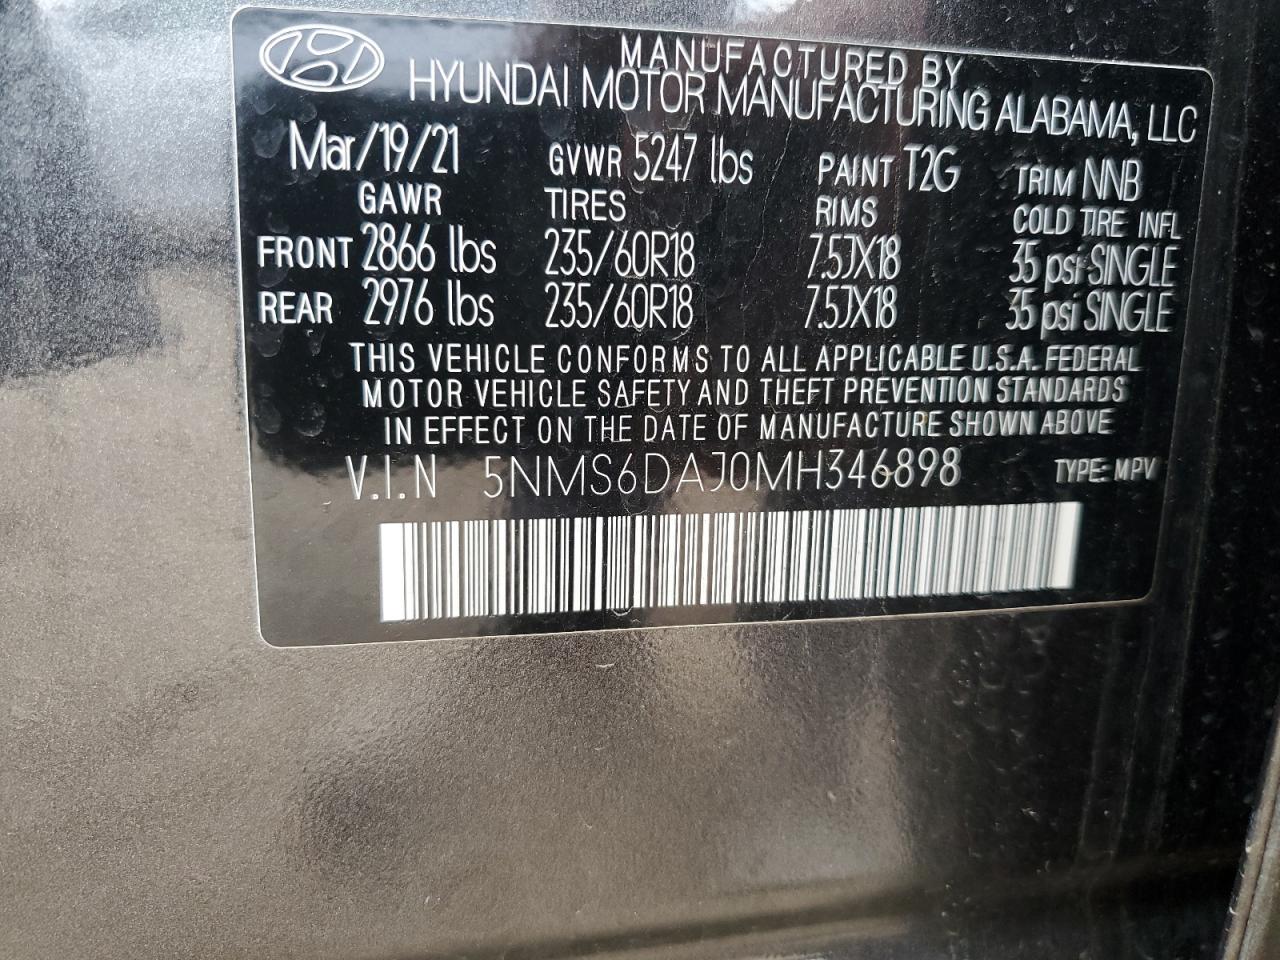 MANUFACTURED BY
HYUNDAI MOTOR MANUFACTURING ALABAMA, LLC
Mar/19/21 GVWR 5247 lbs PAINT T2G TRIM NNB
GAWR TIRES RIMS COLD TIRE INFL
FRONT 2866 lbs 235/60R18 7.5JX18 35 psi SINGLE
REAR 2976 lbs 235/60R18 7.5JX18 35 psi SINGLE
THIS VEHICLE CONFORMS TO ALL APPLICABLE U.S.A. FEDERAL
MOTOR VEHICLE SAFETY AND THEFT PREVENTION STANDARDS
IN EFFECT ON THE DATE OF MANUFACTURE SHOWN ABOVE
V.I.N 5NMS6DAJ0MH346898 TYPE: MPV